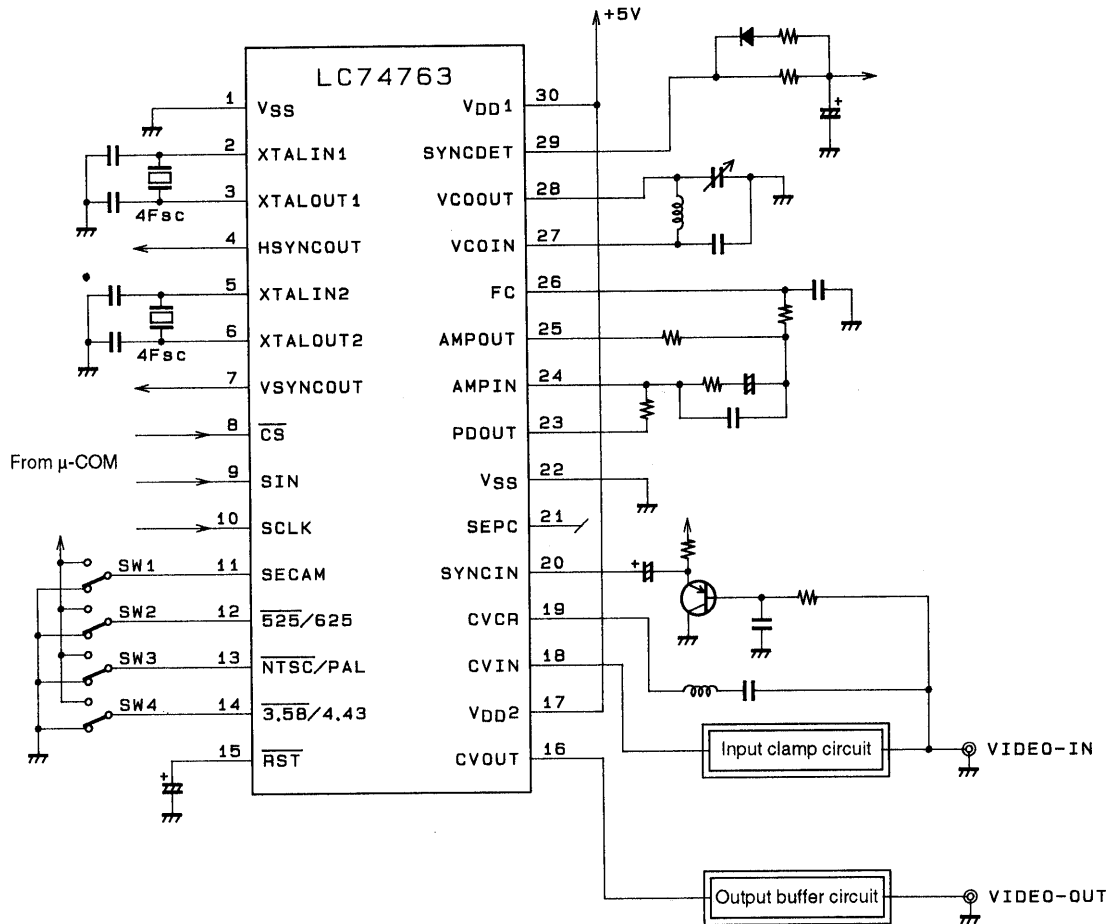 +5V
LC74763
1 VSS
2 XTALIN1
3 XTALOUT1
4Fsc
4 HSYNCOUT
5 XTALIN2
6 XTALOUT2
4Fsc
7 VSYNCOUT
8 CS
From µ-COM
9 SIN
10 SCLK
SW1 11 SECAM
SW2 12 525/625
SW3 13 NTSC/PAL
SW4 14 3.58/4.43
+ 15 RST
VDD1 30
SYNCDET 29
+
VCOOUT 28
VCOIN 27
FC 26
AMPOUT 25
AMPIN 24
PDOUT 23
VSS 22
SEPC 21
SYNCIN 20 +
CVCR 19
CVIN 18
VDD2 17
CVOUT 16
Input clamp circuit VIDEO-IN
Output buffer circuit VIDEO-OUT